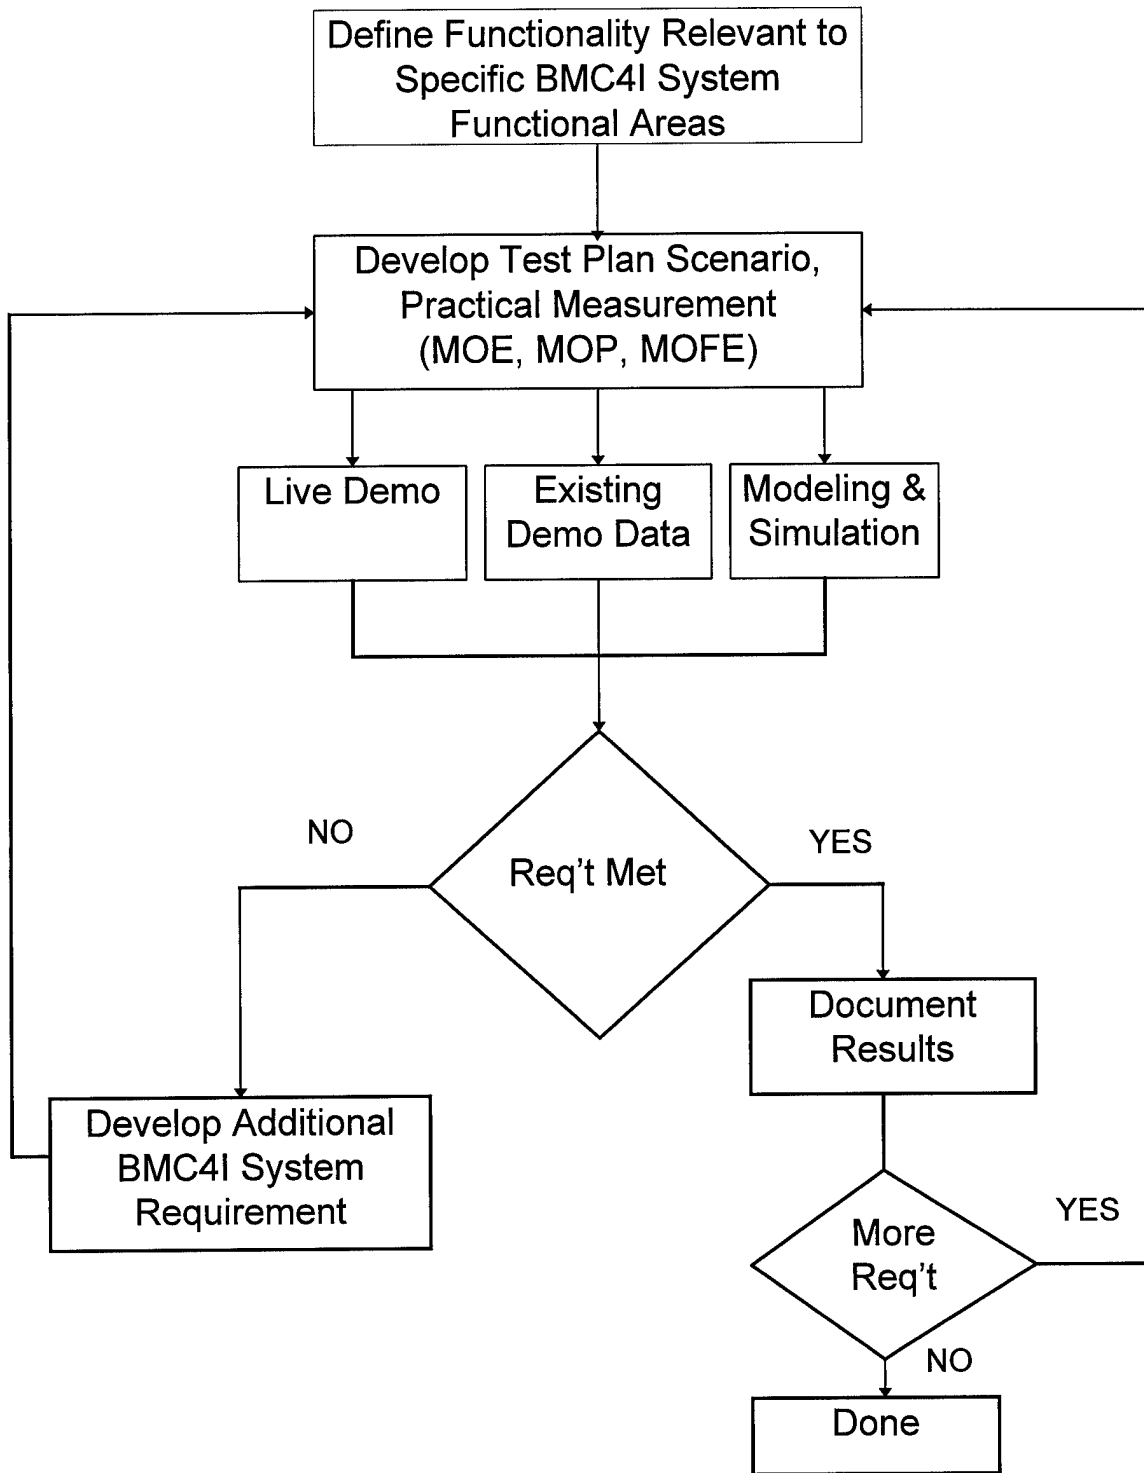 Define Functionality Relevant to
Specific BMC4I System
Functional Areas
Develop Test Plan Scenario,
Practical Measurement
(MOE, MOP, MOFE)
Live Demo
Existing
Demo Data
Modeling &
Simulation
NO
Req't Met
YES
Document
Results
Develop Additional
BMC4I System
Requirement
More
Req't
YES
NO
Done